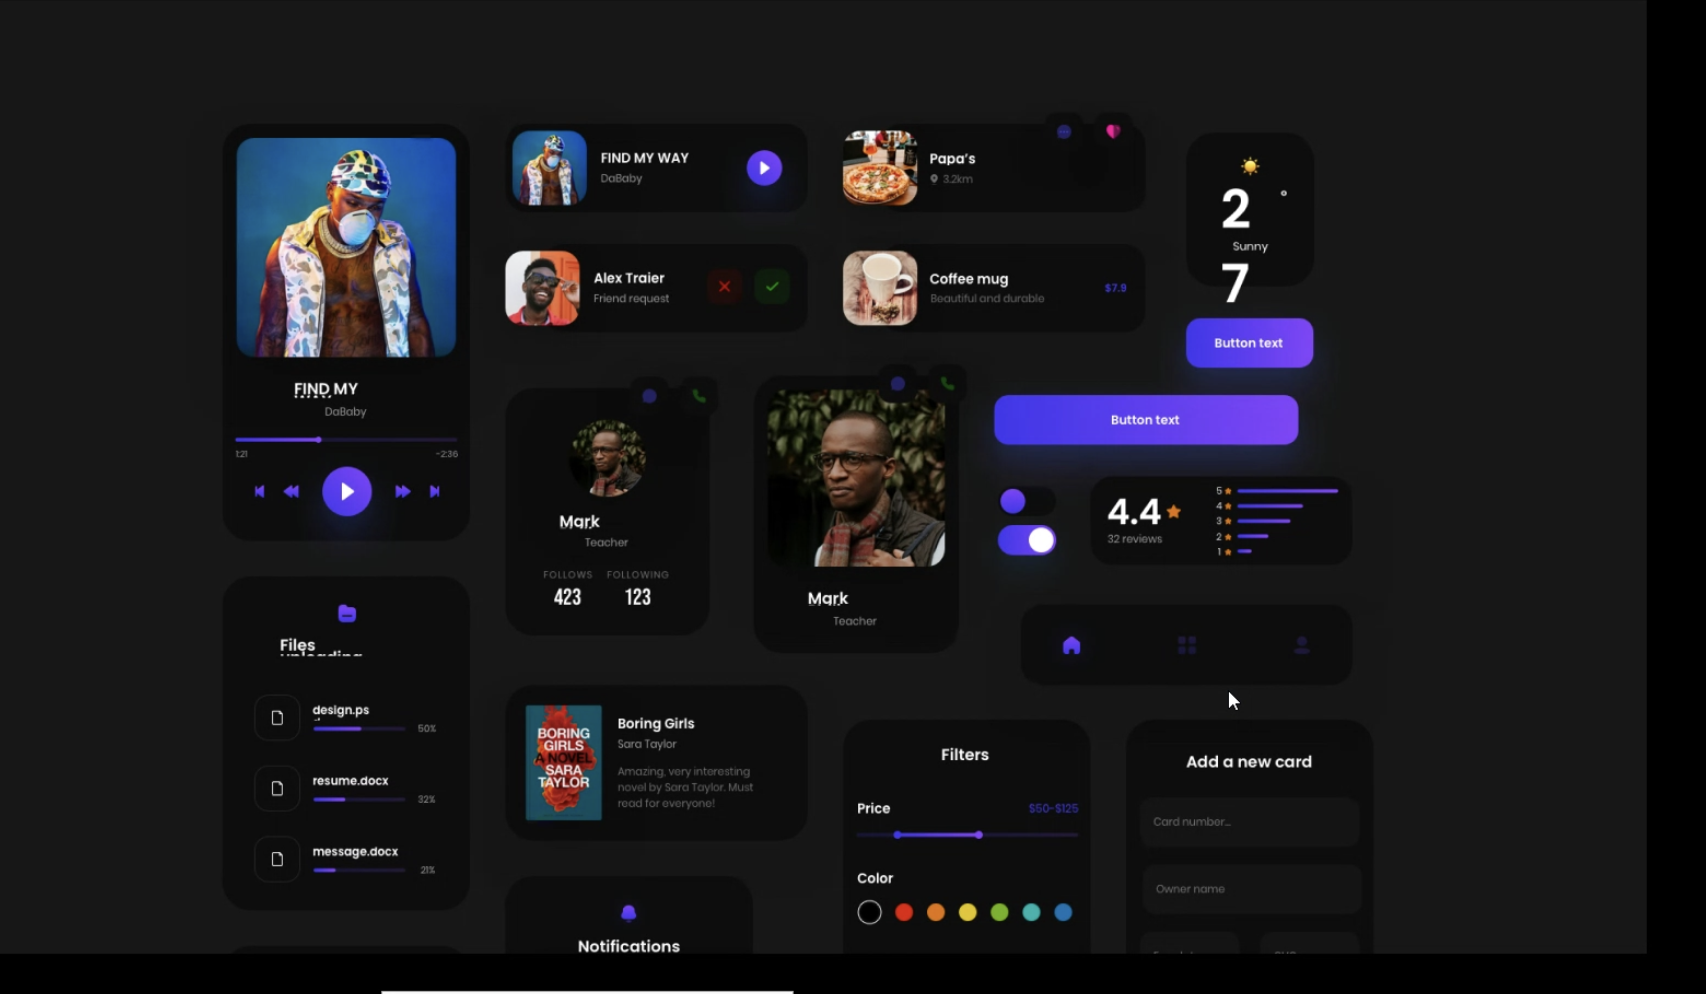 FIND MY
DaBaby
1:21
-2:36
FIND MY WAY
DaBaby
Papa's
3.2km
2°
Sunny
7
Alex Traier
Friend request
Coffee mug
Beautiful and durable
$7.9
Button text
Button text
Mark
Teacher
FOLLOWS FOLLOWING
423 123
Mark
Teacher
4.4
32 reviews
5
4
3
2
1
Files
uploading
design.ps
50%
resume.docx
32%
message.docx
21%
BORING
GIRLS
A NOVEL
SARA
TAYLOR
Boring Girls
Sara Taylor
Amazing, very interesting
novel by Sara Taylor. Must
read for everyone!
Notifications
Filters
Price
$50-$125
Color
Add a new card
Card number...
Owner name